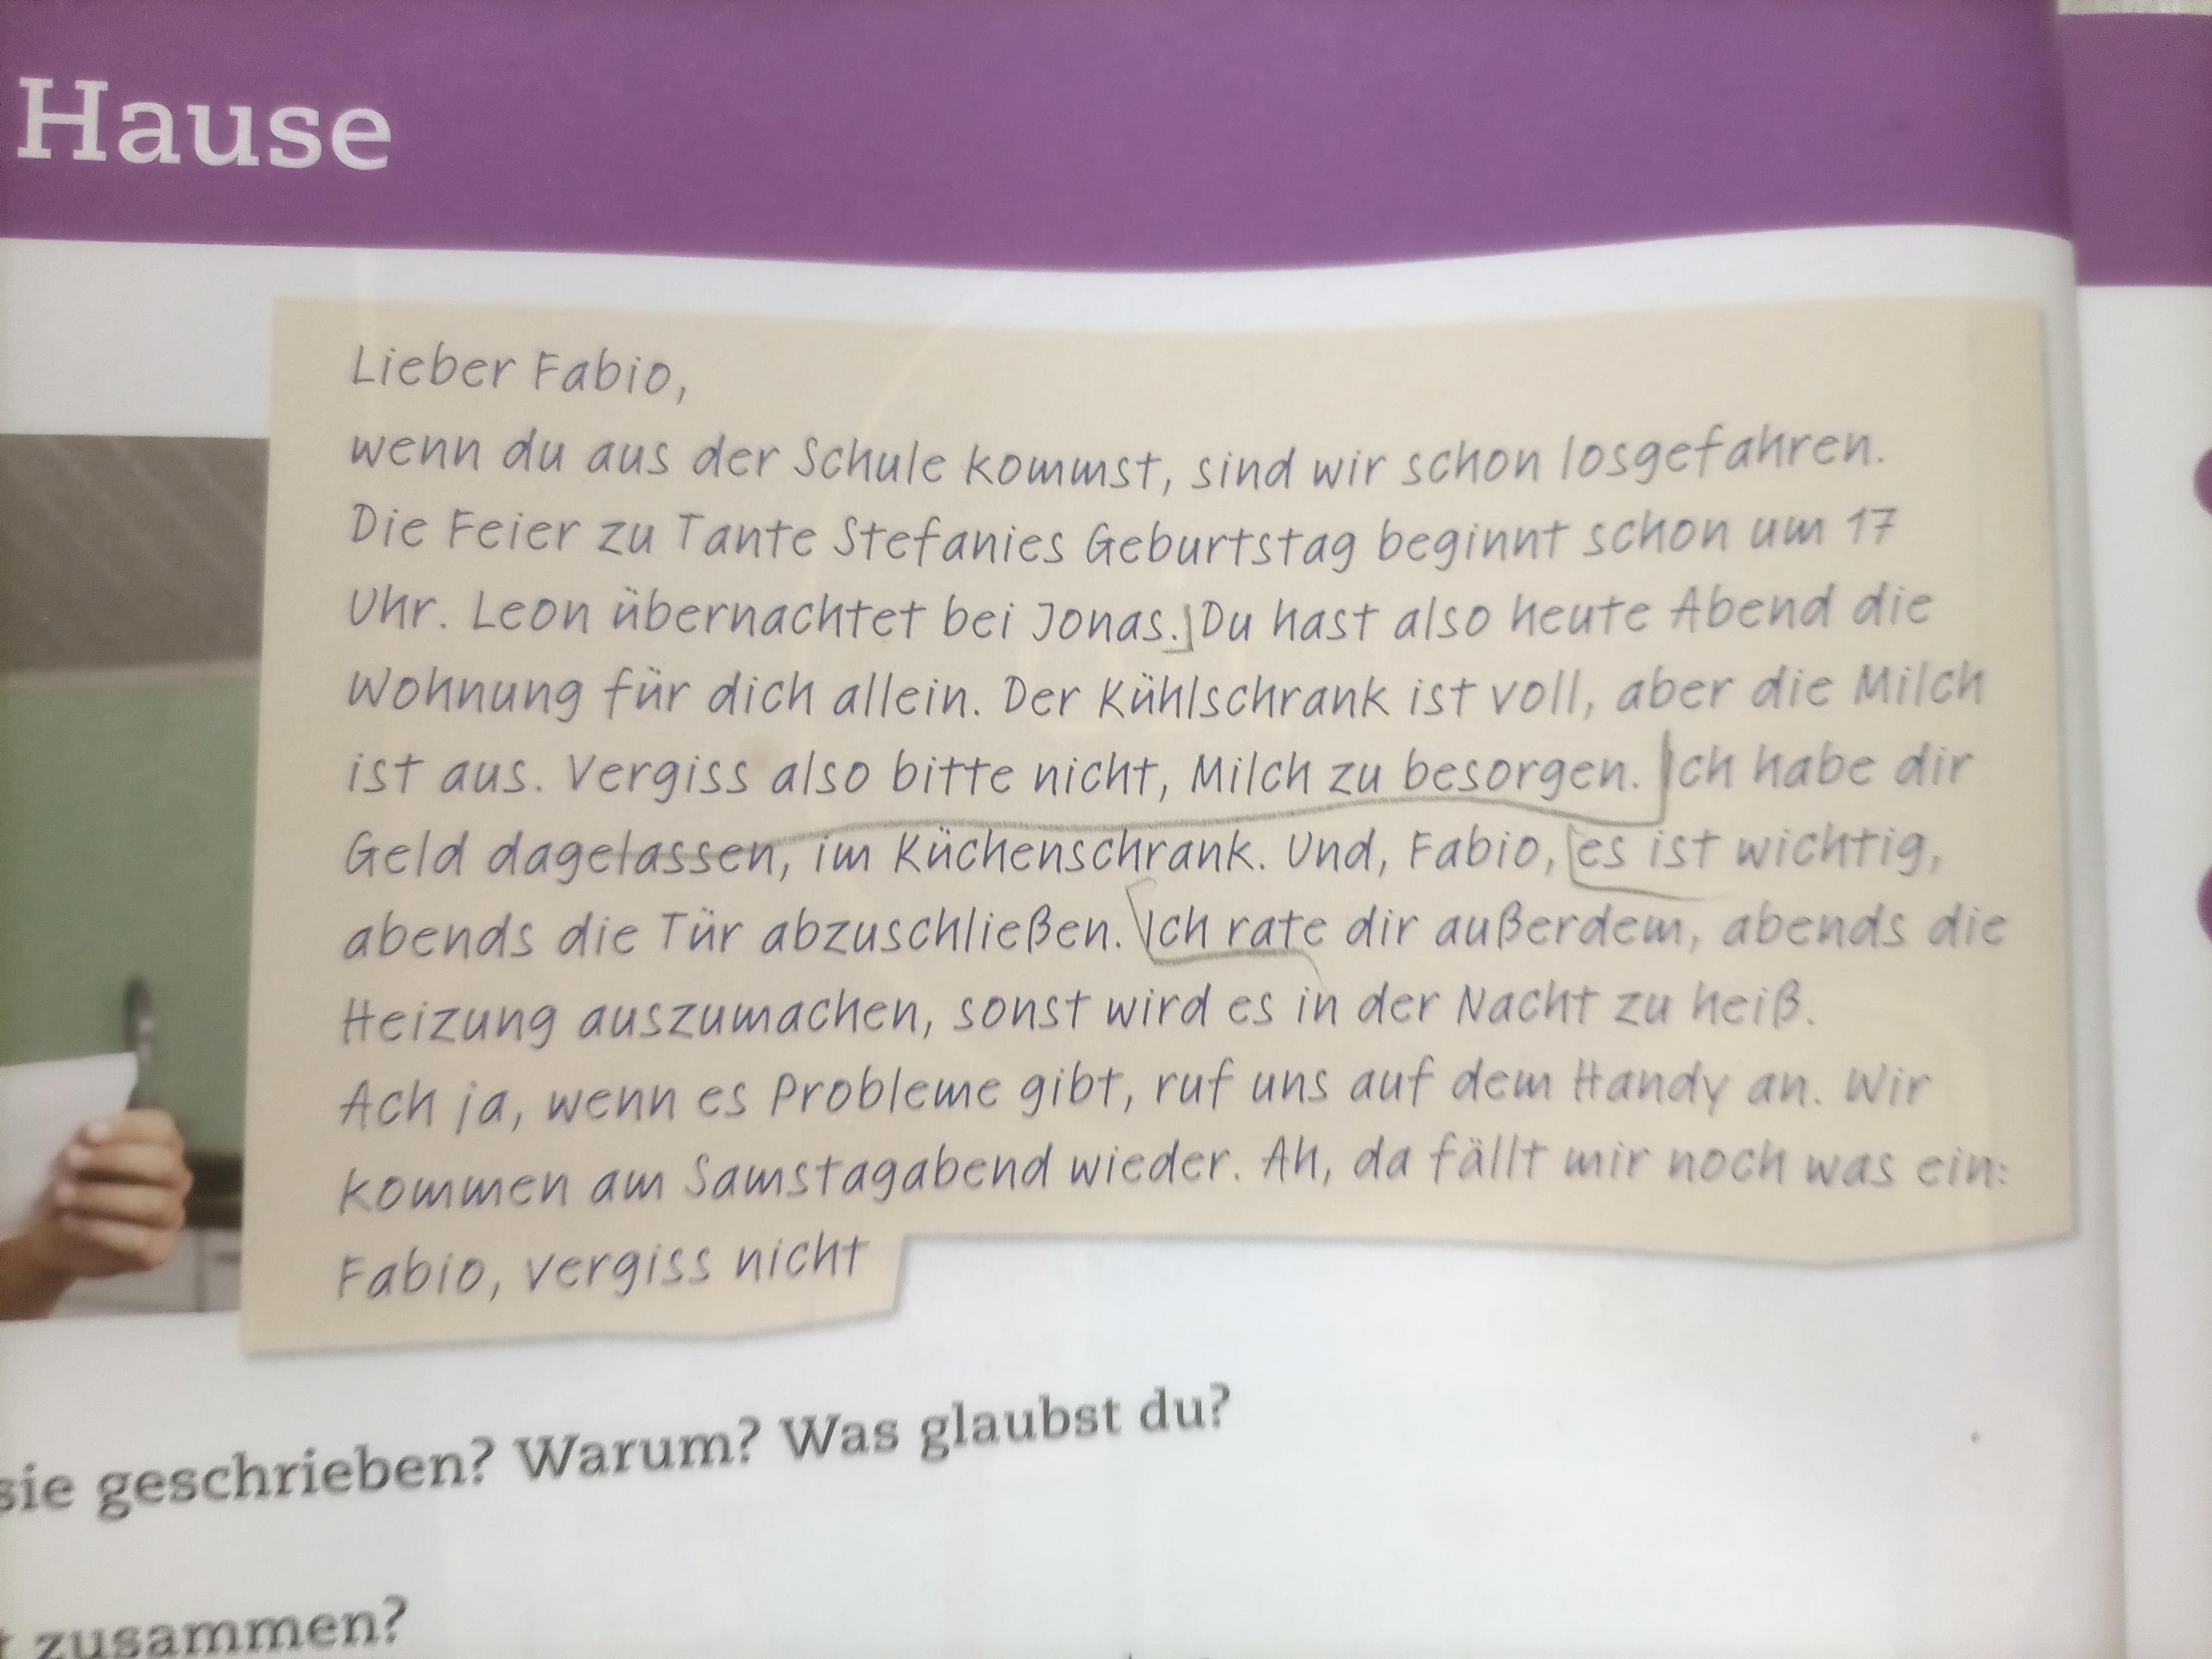 Hause
Lieber Fabio,
wenn du aus der Schule kommst, sind wir schon losgefahren.
Die Feier zu Tante Stefanies Geburtstag beginnt schon um 17
Uhr. Leon übernachtet bei Jonas. Du hast also heute Abend die
Wohnung für dich allein. Der Kühlschrank ist voll, aber die Milch
ist aus. Vergiss also bitte nicht, Milch zu besorgen. Ich habe dir
Geld dagelassen, im Küchenschrank. Und, Fabio, es ist wichtig,
abends die Tür abzuschließen. Ich rate dir außerdem, abends die
Heizung auszumachen, sonst wird es in der Nacht zu heiß.
Ach ja, wenn es Probleme gibt, ruf uns auf dem Handy an. Wir
kommen am Samstagabend wieder. Ah, da fällt mir noch was ein:
Fabio, vergiss nicht
sie geschrieben? Warum? Was glaubst du?
zusammen?